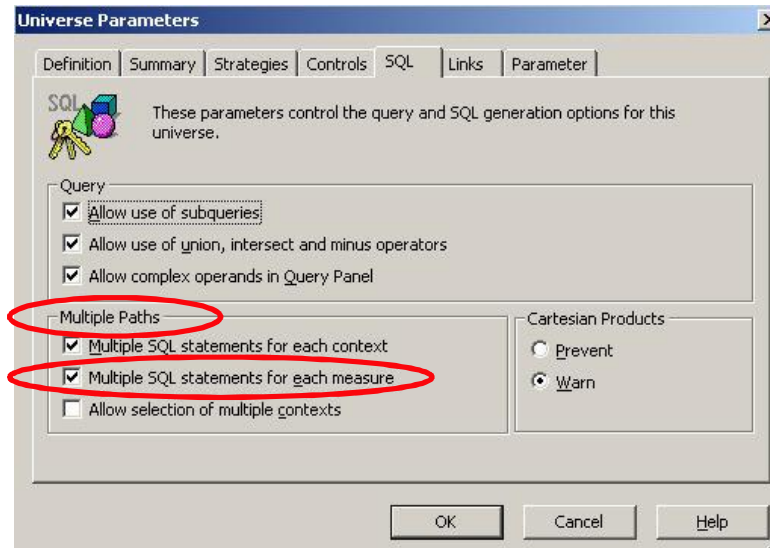 Universe Parameters
Definition Summary Strategies Controls SQL Links Parameter
SQL
These parameters control the query and SQL generation options for this
universe.
Query
Allow use of subqueries
Allow use of union, intersect and minus operators
Allow complex operands in Query Panel
Multiple Paths
Multiple SQL statements for each context
Multiple SQL statements for each measure
Allow selection of multiple contexts
Cartesian Products
Prevent
Warn
OK Cancel Help